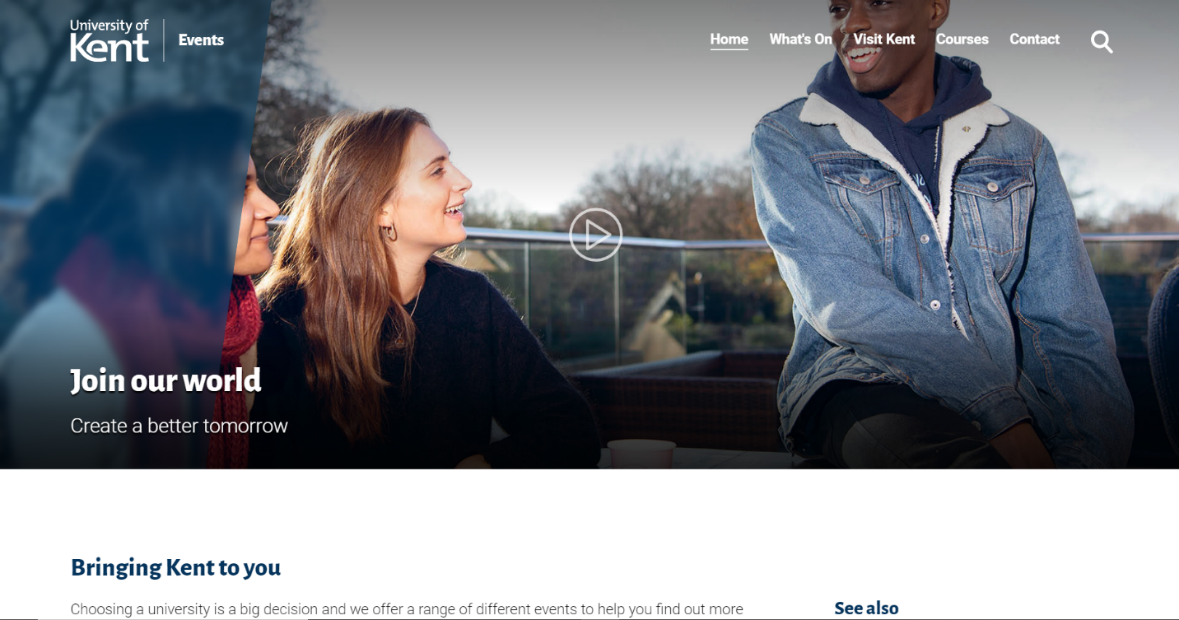 University of
Kent
Events
Home
What's On
Visit Kent
Courses
Contact
Join our world
Create a better tomorrow
Bringing Kent to you
Choosing a university is a big decision and we offer a range of different events to help you find out more
See also